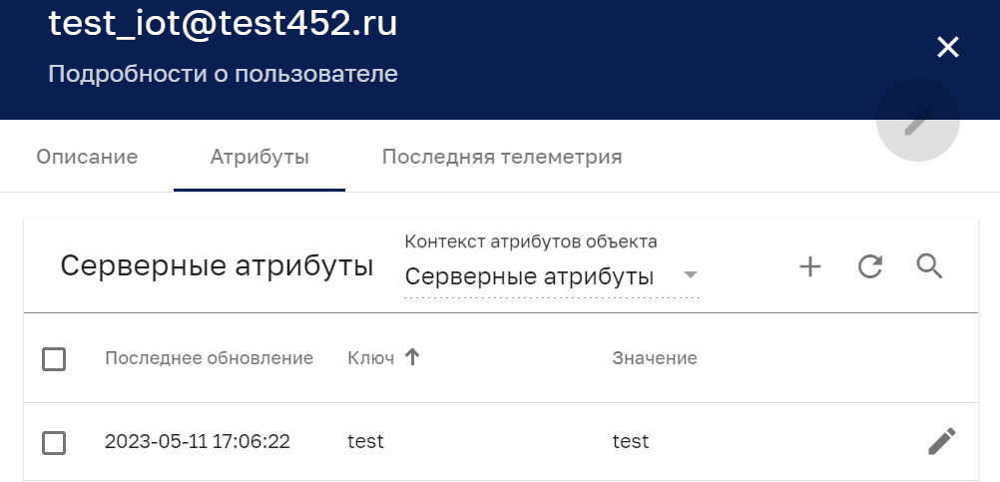 test_iot@test452.ru
Подробности о пользователе
Описание Атрибуты Последняя телеметрия
Контекст атрибутов объекта
Серверные атрибуты Серверные атрибуты
Последнее обновление Ключ Значение
2023-05-11 17:06:22 test test